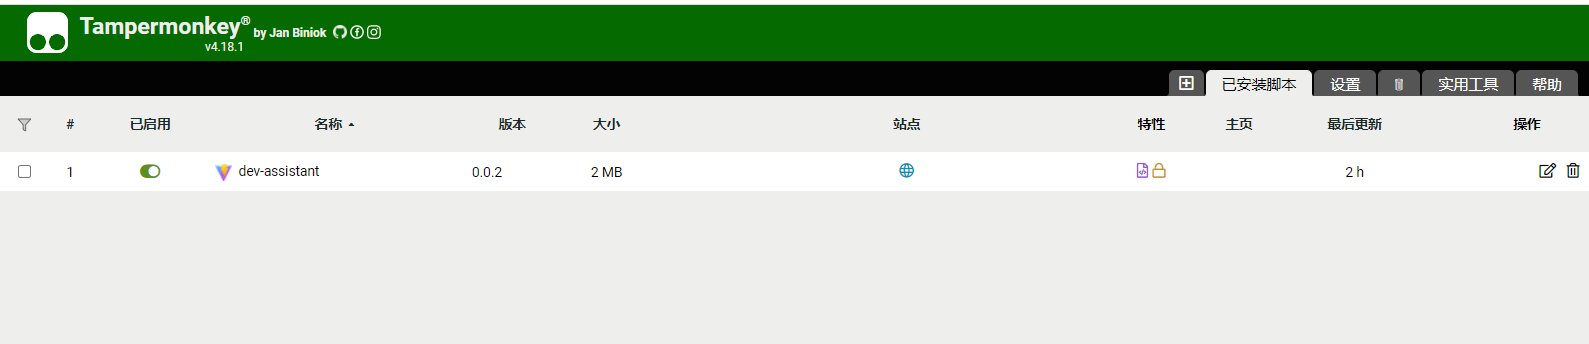 Tampermonkey® by Jan Biniok
v4.18.1
已安装脚本 设置 实用工具 帮助
# 已启用 名称 版本 大小 站点 特性 主页 最后更新 操作
1 dev-assistant 0.0.2 2 MB 2 h